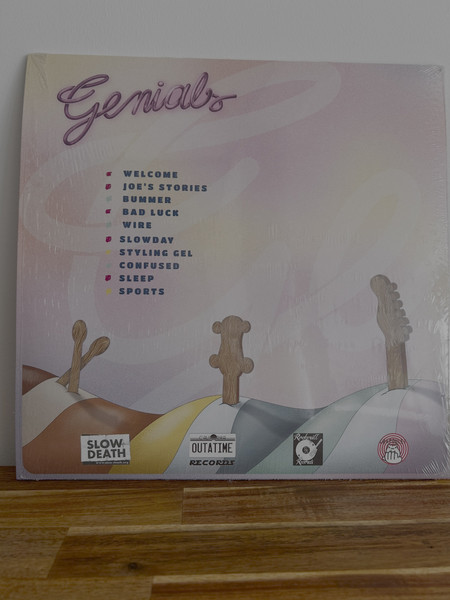 Genials
WELCOME
JOE'S STORIES
BUMMER
BAD LUCK
WIRE
SLOWDAY
STYLING GEL
CONFUSED
SLEEP
SPORTS
SLOW
DEATH
OUTATIME
RECORDS